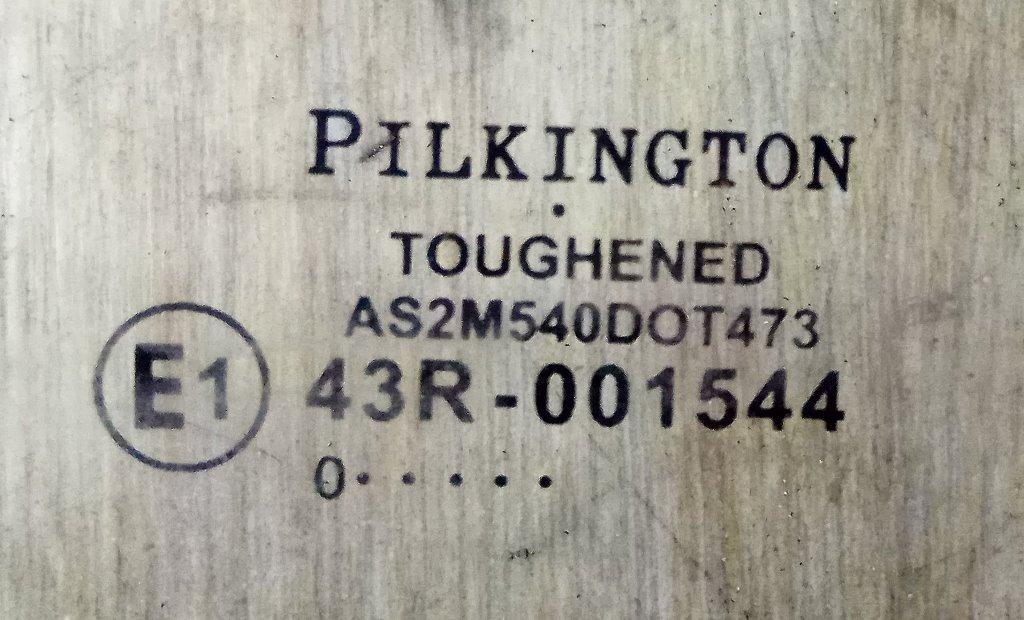 PILKINGTON
.
TOUGHENED
AS2M540DOT473
E1 43R-001544
0.....